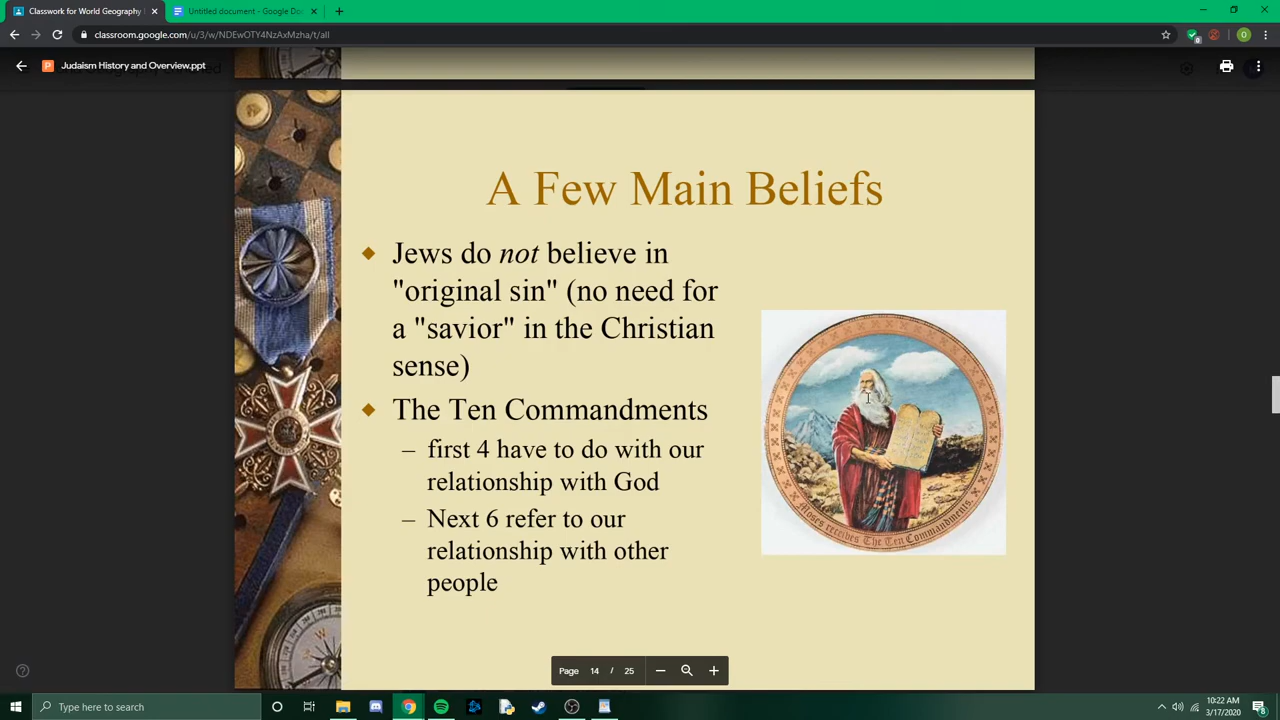 Classwork for World Geography
Untitled document - Google Doc
classroom.google.com/u/3/w/NDEwOTY4NzAxMzha/t/all
Judaism History and Overview.ppt
A Few Main Beliefs
Jews do not believe in
"original sin" (no need for
a "savior" in the Christian
sense)
The Ten Commandments
– first 4 have to do with our
relationship with God
– Next 6 refer to our
relationship with other
people
Moses receives The Ten Commandments.
Page 14 / 25
Type here to search
10:22 AM
3/17/2020